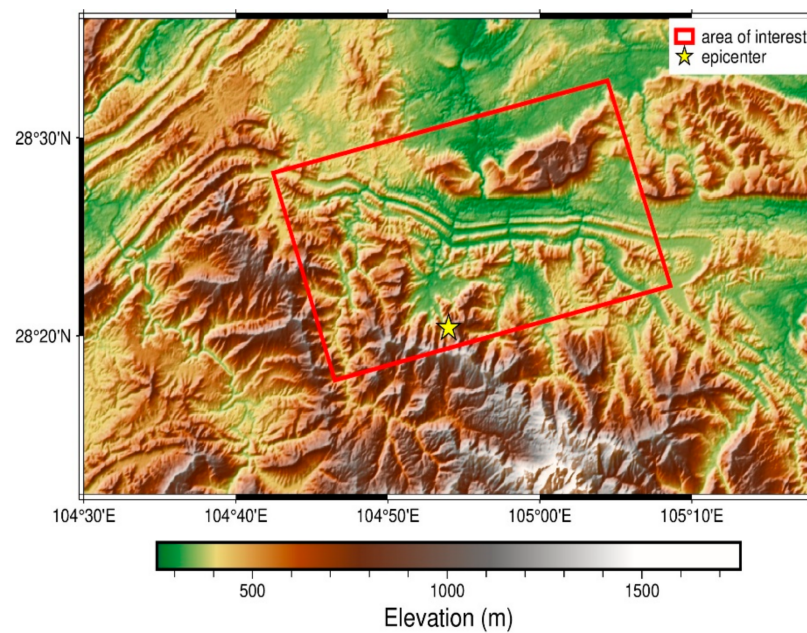 area of interest
epicenter
28°30'N
28°20'N
104°30'E 104°40'E 104°50'E 105°00'E 105°10'E
500 1000 1500
Elevation (m)